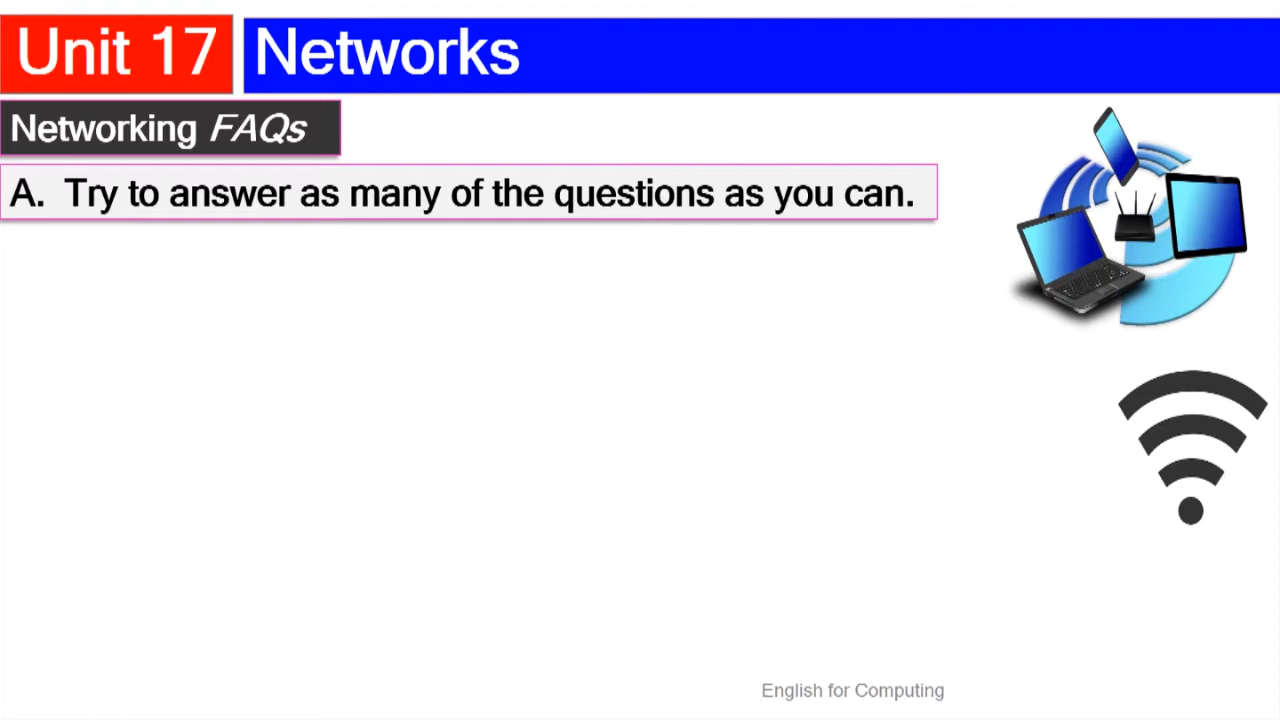 Unit 17 Networks
Networking FAQs
A. Try to answer as many of the questions as you can.
English for Computing